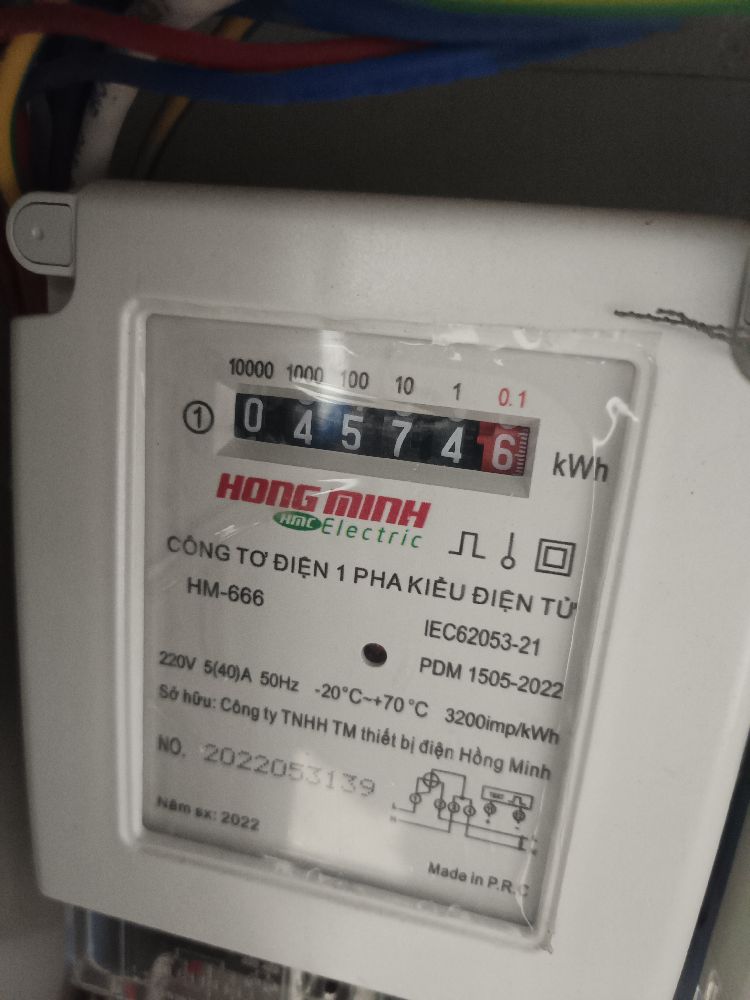 10000 1000 100 10 1 0.1
1 0 4 5 7 4 6 kWh
HONG MINH
HMC Electric
CÔNG TƠ ĐIỆN 1 PHA KIỂU ĐIỆN TỬ
HM-666
IEC62053-21
PDM 1505-2022
220V 5(40)A 50Hz -20°C~+70°C 3200imp/kWh
Sở hữu: Công ty TNHH TM thiết bị điện Hồng Minh
NO. 2022053139
Năm sx: 2022
Made in P.R.C